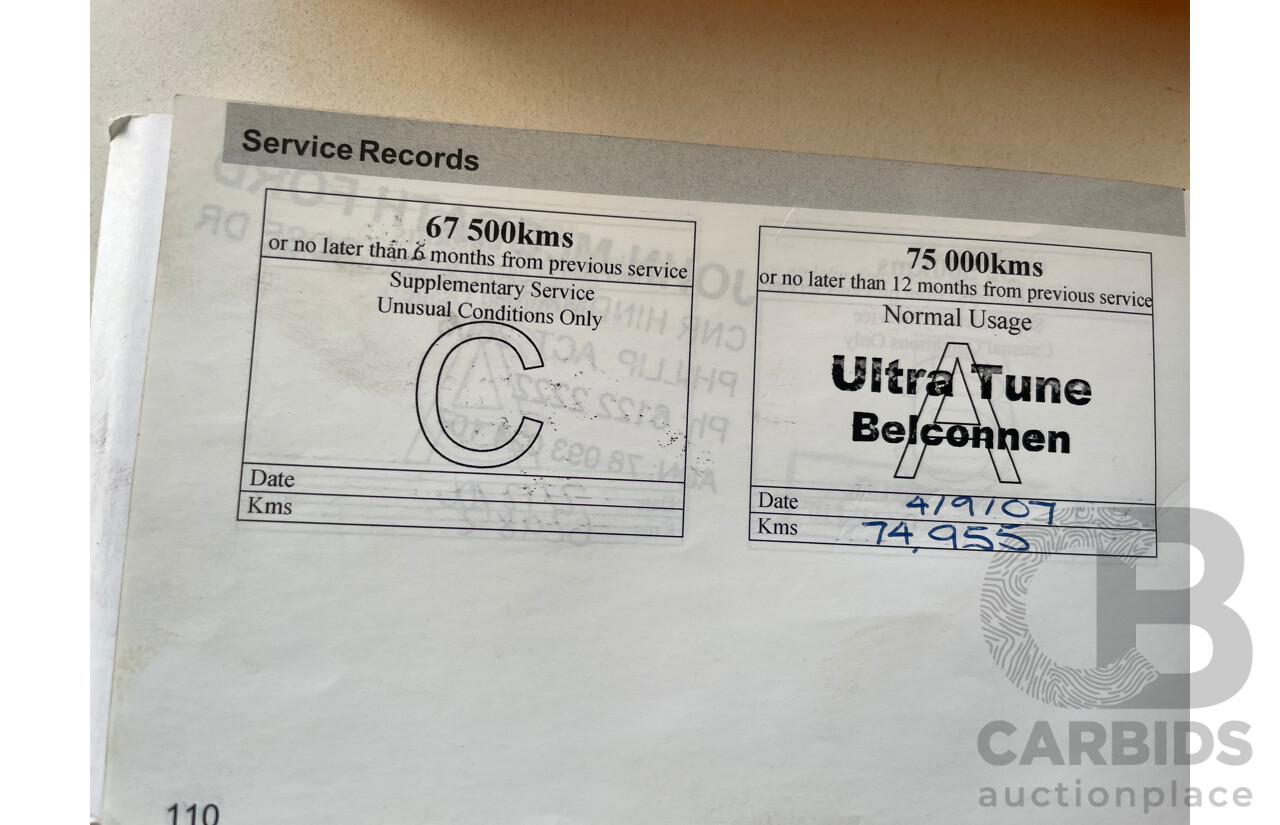 Service Records
67 500kms
or no later than 6 months from previous service
Supplementary Service
Unusual Conditions Only
C
Date
Kms
75 000kms
or no later than 12 months from previous service
Normal Usage
A
Ultra Tune
Belconnen
Date 4/9/07
Kms 74,955
110
CB
CARBIDS
auctionplace